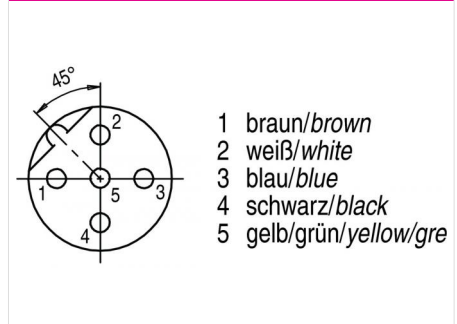 45°
2
1
5
3
4
1 braun/brown
2 weiß/white
3 blau/blue
4 schwarz/black
5 gelb/grün/yellow/gre